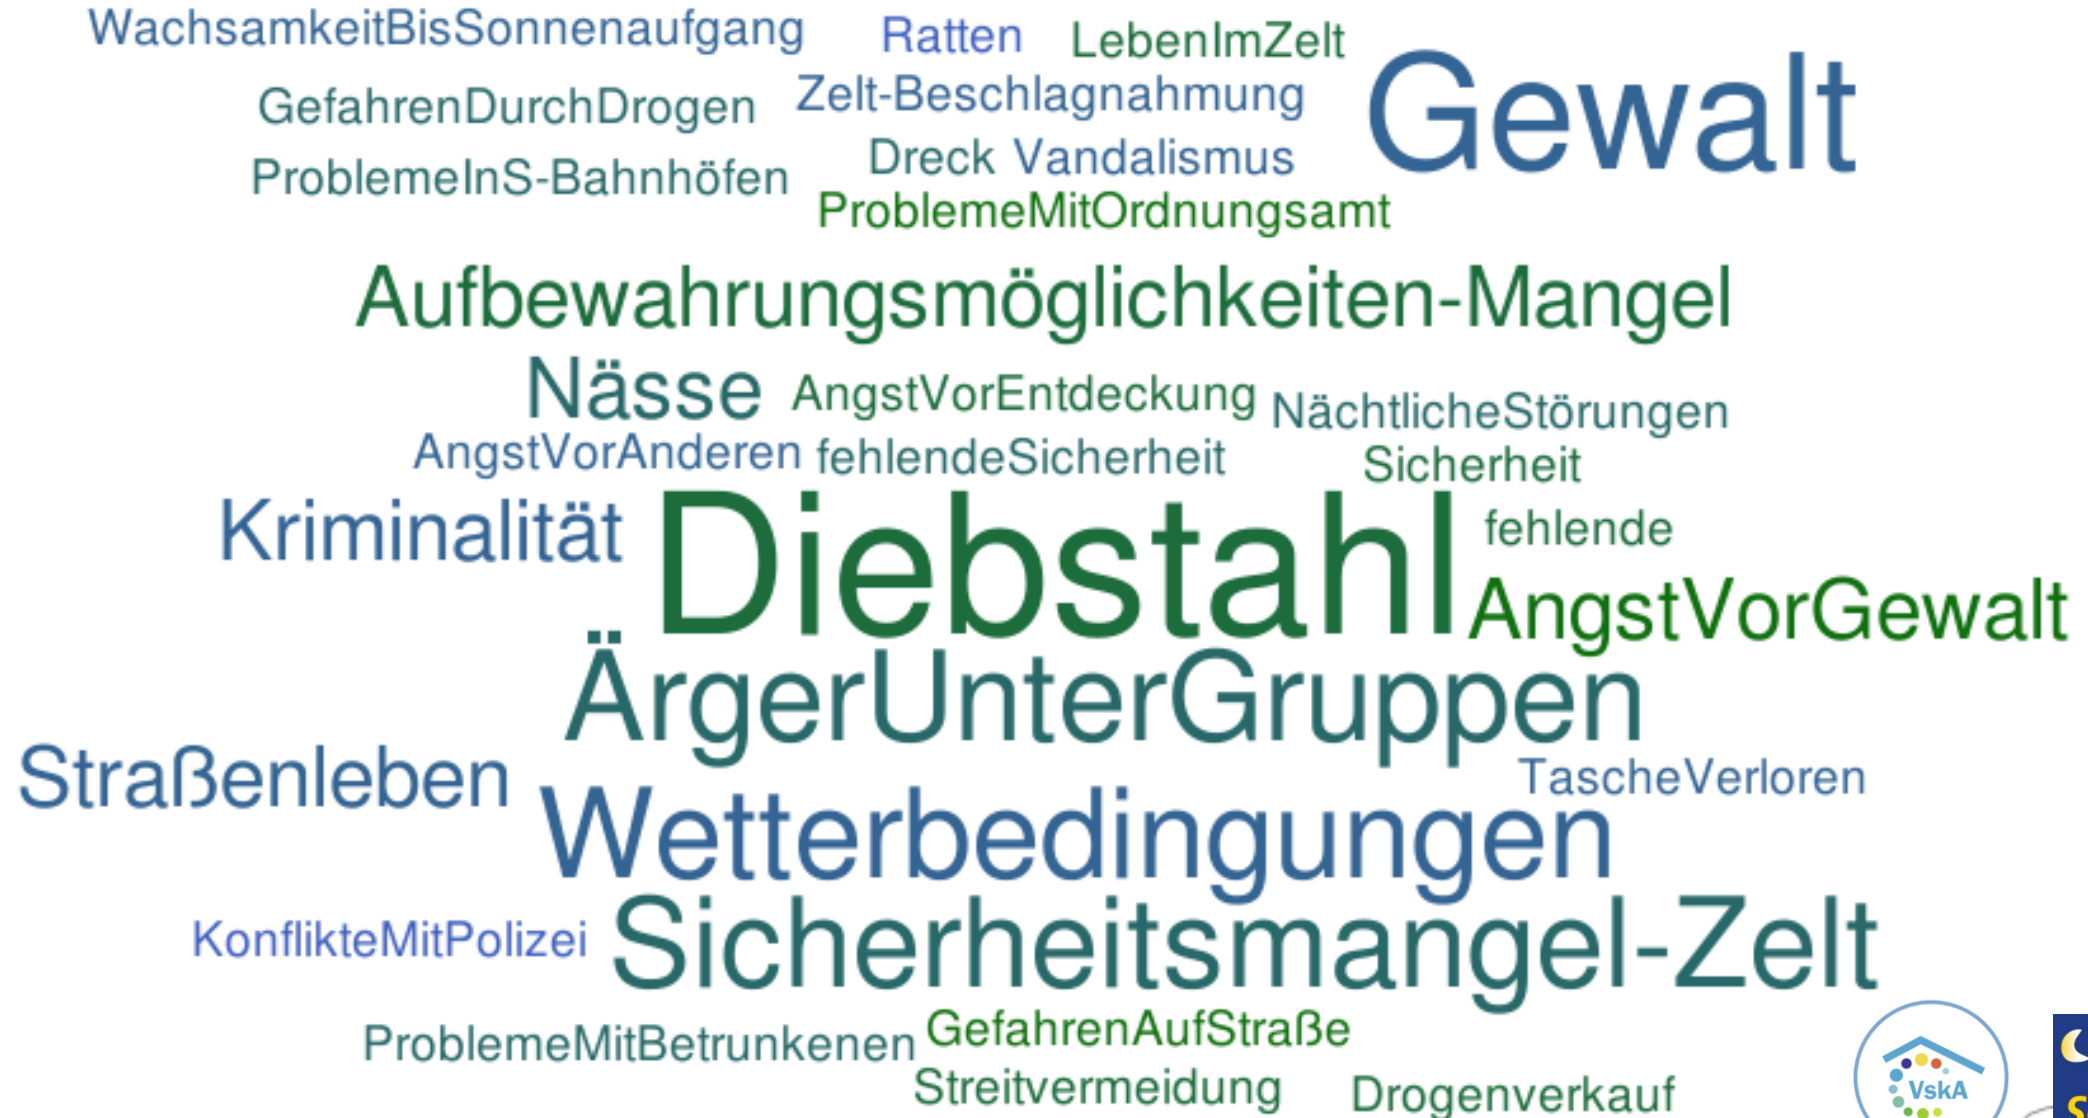 WachsamkeitBisSonnenaufgang Ratten LebenImZelt
Gewalt
GefahrenDurchDrogen Zelt-Beschlagnahmung
ProblemeInS-Bahnhöfen Dreck Vandalismus
ProblemeMitOrdnungsamt
Aufbewahrungsmöglichkeiten-Mangel
Nässe AngstVorEntdeckung NächtlicheStörungen
AngstVorAnderen fehlendeSicherheit Sicherheit
Kriminalität Diebstahl fehlende
AngstVorGewalt
ÄrgerUnterGruppen
Straßenleben TascheVerloren
Wetterbedingungen
KonflikteMitPolizei Sicherheitsmangel-Zelt
ProblemeMitBetrunkenen GefahrenAufStraße
Streitvermeidung Drogenverkauf
VskA